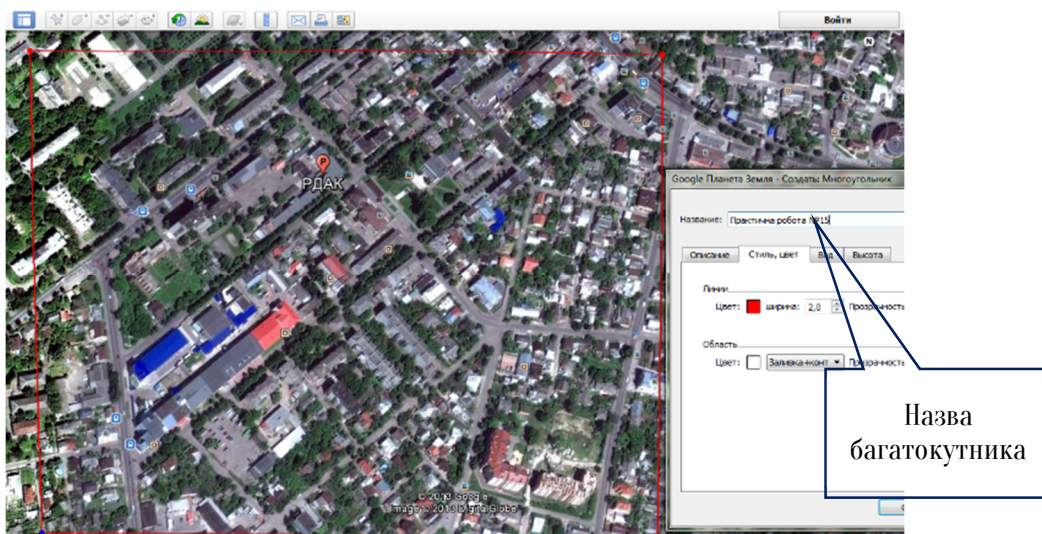 Войти
N
P
РДАК
Google Планета Земля - Создать: Многоугольник
Название: Практична робота №15
Описание Стиль, цвет Вид Высота
Линии
Цвет: ширина: 2,0 Прозрачность
Область
Цвет: Заливка+конт Прозрачность
Назва
багатокутника
© 2013 Google
Image © 2013 DigitalGlobe